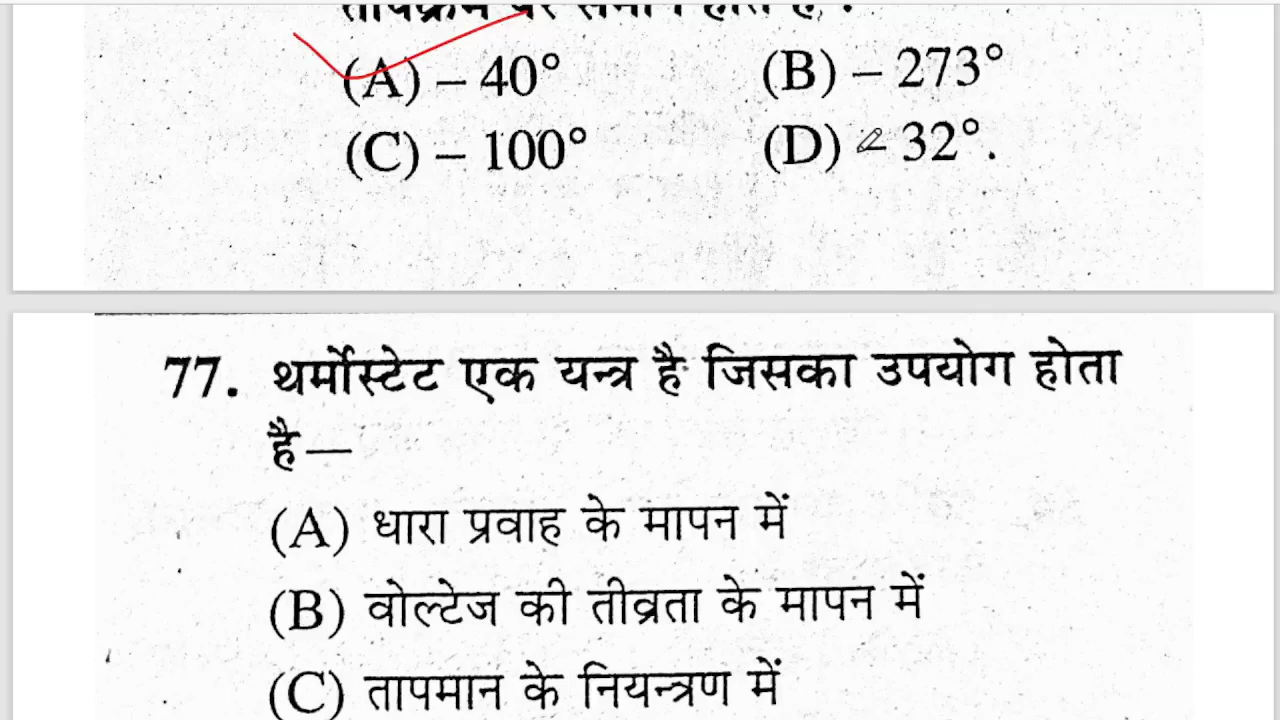 (A) – 40° (B) – 273°
(C) – 100° (D) – 32°.
77. थर्मोस्टेट एक यन्त्र है जिसका उपयोग होता
है—
(A) धारा प्रवाह के मापन में
(B) वोल्टेज की तीव्रता के मापन में
(C) तापमान के नियन्त्रण में